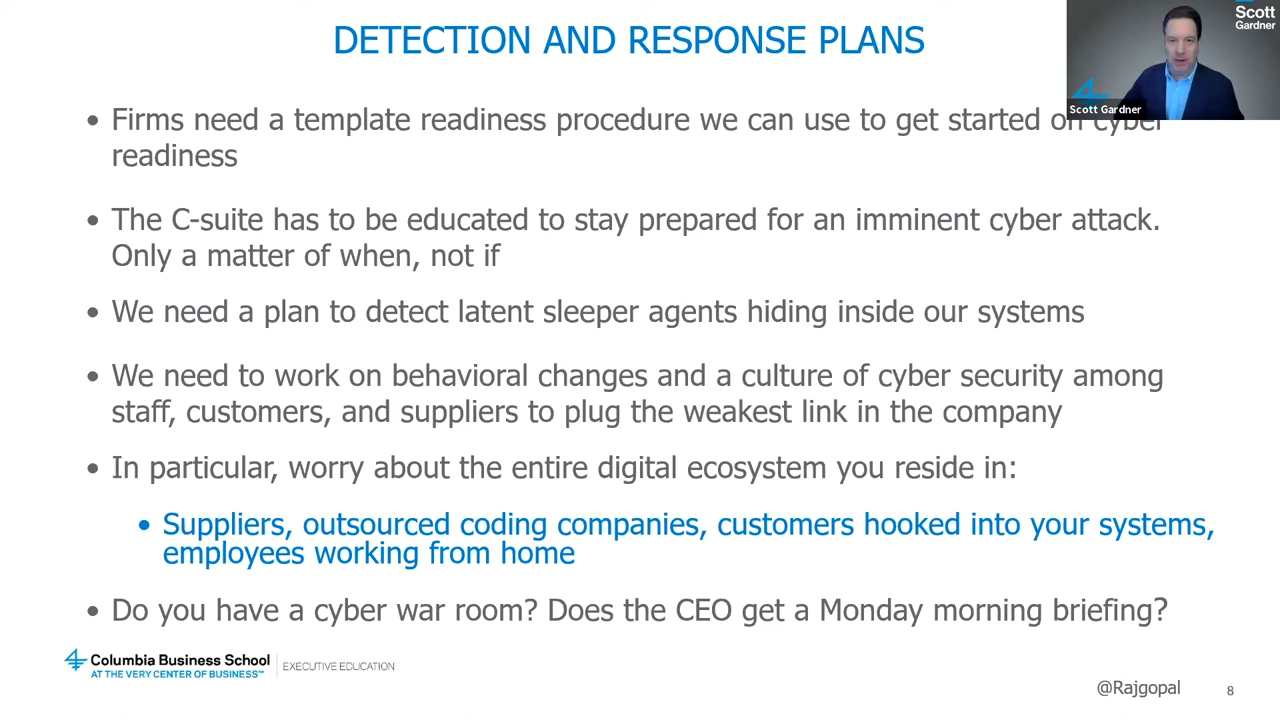 DETECTION AND RESPONSE PLANS
Scott
Gardner
Scott Gardner
• Firms need a template readiness procedure we can use to get started on cyber
readiness
• The C-suite has to be educated to stay prepared for an imminent cyber attack.
Only a matter of when, not if
• We need a plan to detect latent sleeper agents hiding inside our systems
• We need to work on behavioral changes and a culture of cyber security among
staff, customers, and suppliers to plug the weakest link in the company
• In particular, worry about the entire digital ecosystem you reside in:
• Suppliers, outsourced coding companies, customers hooked into your systems,
employees working from home
• Do you have a cyber war room? Does the CEO get a Monday morning briefing?
Columbia Business School
AT THE VERY CENTER OF BUSINESS™
EXECUTIVE EDUCATION
@Rajgopal
8